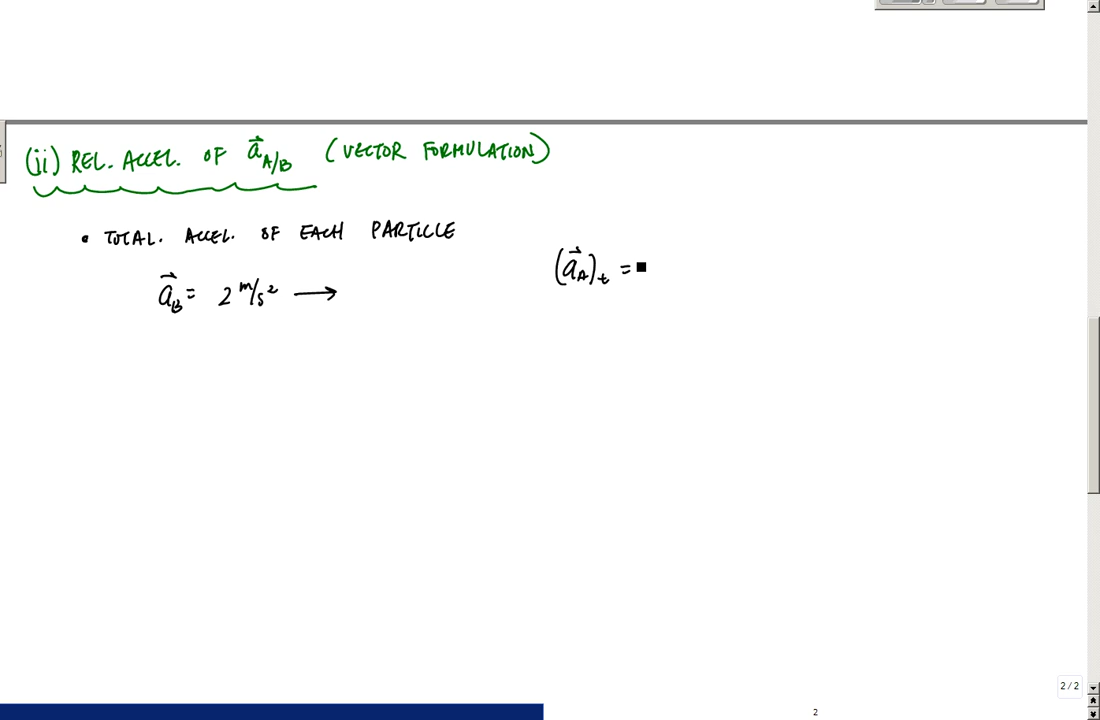 (ii) REL. ACCEL. OF a⃗A/B (VECTOR FORMULATION)
• TOTAL. ACCEL. OF EACH PARTICLE
(a⃗A)t =
a⃗B = 2 m/s² →
2/2
2